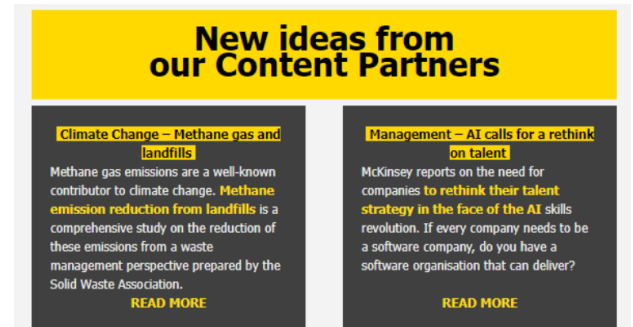 New ideas from
our Content Partners
Climate Change – Methane gas and
landfills
Methane gas emissions are a well-known
contributor to climate change. Methane
emission reduction from landfills is a
comprehensive study on the reduction of
these emissions from a waste
management perspective prepared by the
Solid Waste Association.
READ MORE
Management – AI calls for a rethink
on talent
McKinsey reports on the need for
companies to rethink their talent
strategy in the face of the AI skills
revolution. If every company needs to be
a software company, do you have a
software organisation that can deliver?
READ MORE